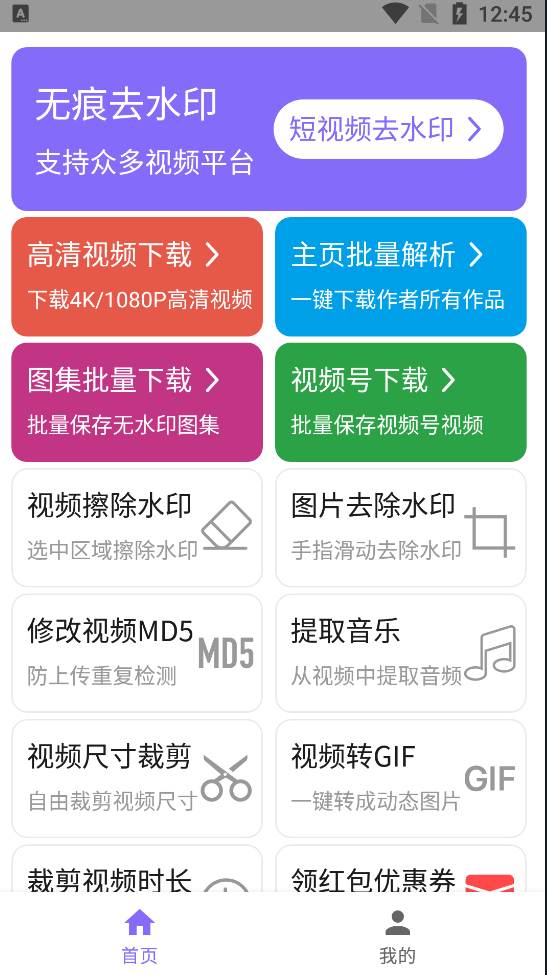 A
12:45
无痕去水印
支持众多视频平台
短视频去水印
高清视频下载
下载4K/1080P高清视频
主页批量解析
一键下载作者所有作品
图集批量下载
批量保存无水印图集
视频号下载
批量保存视频号视频
视频擦除水印
选中区域擦除水印
图片去除水印
手指滑动去除水印
修改视频MD5
防上传重复检测
MD5
提取音乐
从视频中提取音频
视频尺寸裁剪
自由裁剪视频尺寸
视频转GIF
一键转成动态图片
GIF
裁剪视频时长
领红包优惠券
首页
我的